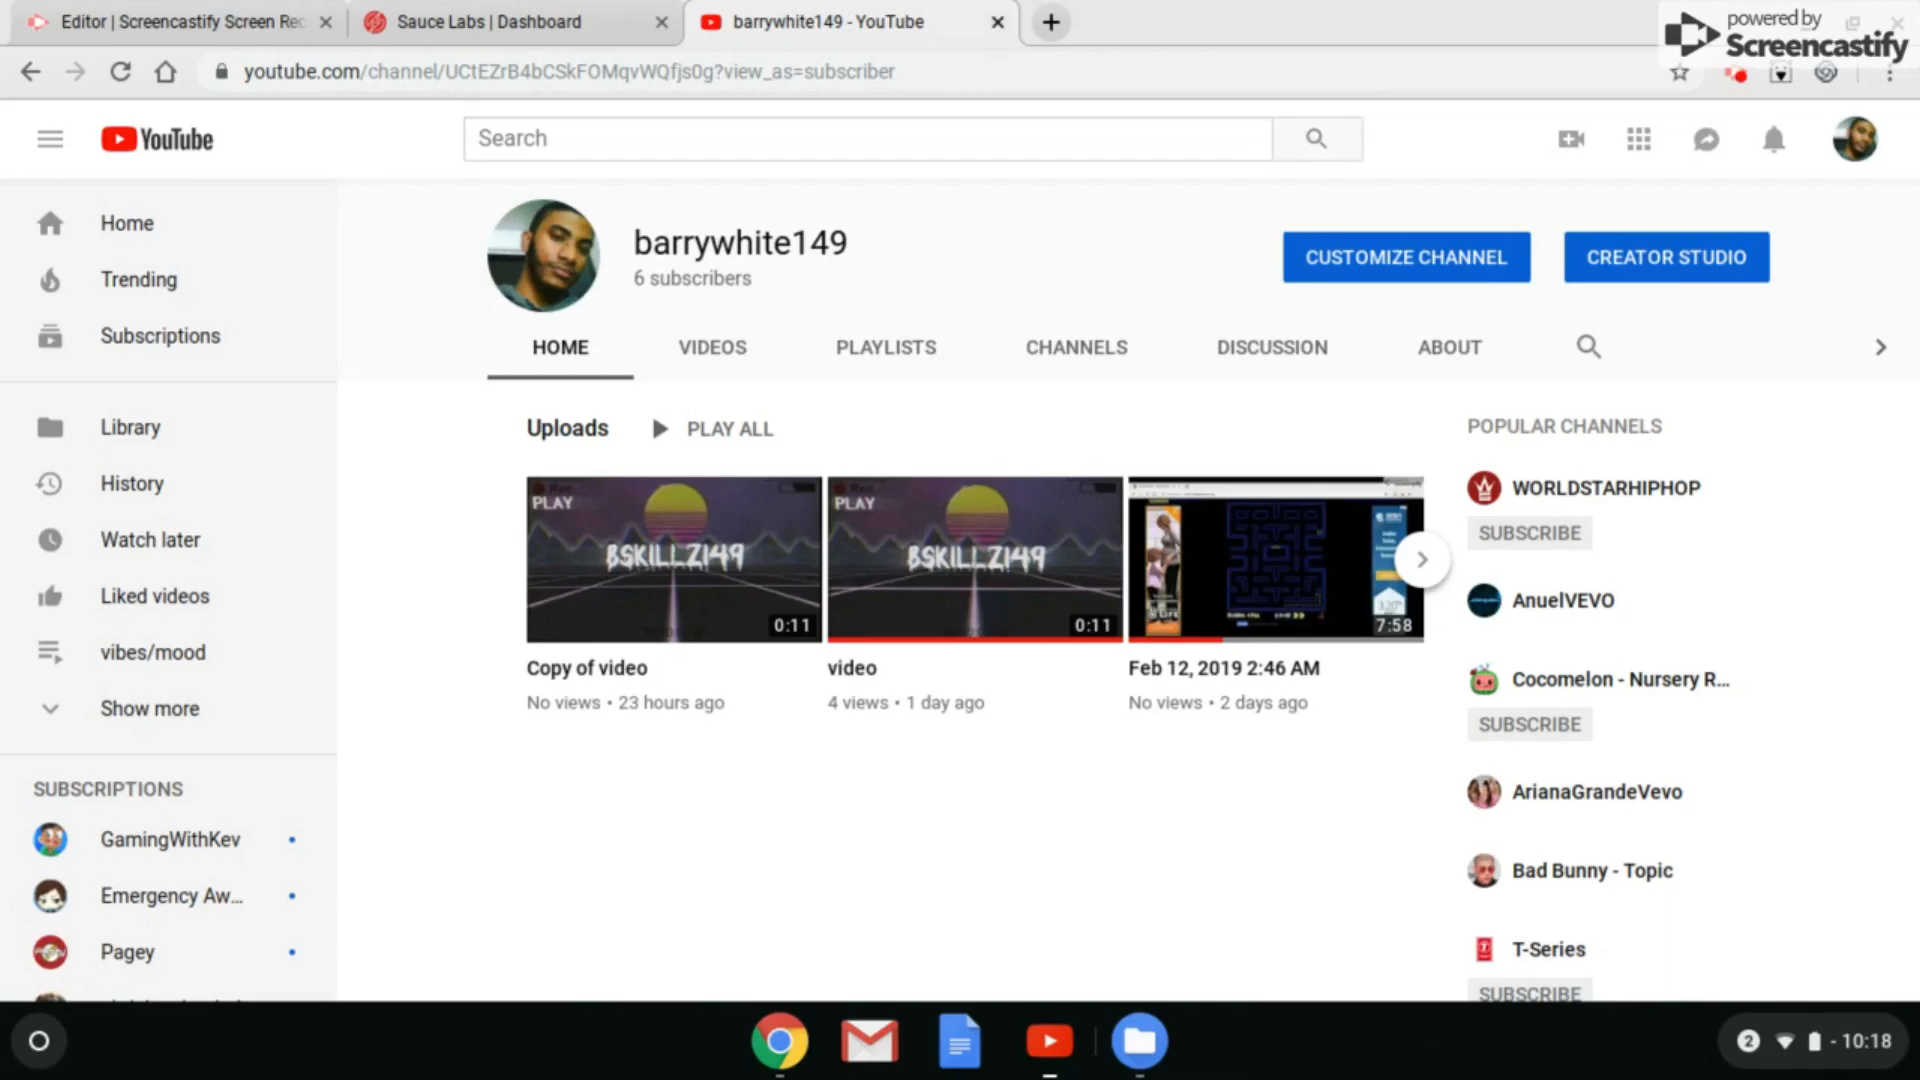 Editor | Screencastify Screen Rec
Sauce Labs | Dashboard
barrywhite149 - YouTube
powered by
Screencastify
youtube.com/channel/UCtEZrB4bCSkFOMqvWQfjs0g?view_as=subscriber
YouTube
Search
Home
Trending
Subscriptions
Library
History
Watch later
Liked videos
vibes/mood
Show more
SUBSCRIPTIONS
GamingWithKev
Emergency Aw...
Pagey
barrywhite149
6 subscribers
CUSTOMIZE CHANNEL
CREATOR STUDIO
HOME
VIDEOS
PLAYLISTS
CHANNELS
DISCUSSION
ABOUT
Uploads
PLAY ALL
PLAY
BSKILLZ149
0:11
Copy of video
No views • 23 hours ago
PLAY
BSKILLZ149
0:11
video
4 views • 1 day ago
7:58
Feb 12, 2019 2:46 AM
No views • 2 days ago
POPULAR CHANNELS
WORLDSTARHIPHOP
SUBSCRIBE
AnuelVEVO
Cocomelon - Nursery R...
SUBSCRIBE
ArianaGrandeVevo
Bad Bunny - Topic
T-Series
SUBSCRIBE
2
- 10:18